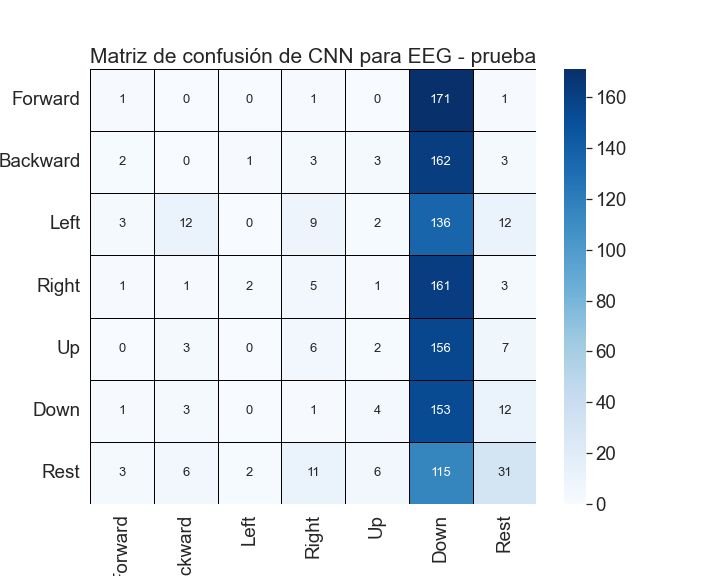 Matriz de confusión de CNN para EEG - prueba
Forward 1 0 0 1 0 171 1
Backward 2 0 1 3 3 162 3
Left 3 12 0 9 2 136 12
Right 1 1 2 5 1 161 3
Up 0 3 0 6 2 156 7
Down 1 3 0 1 4 153 12
Rest 3 6 2 11 6 115 31
Forward ckward Left Right Up Down Rest
160
140
120
100
80
60
40
20
0